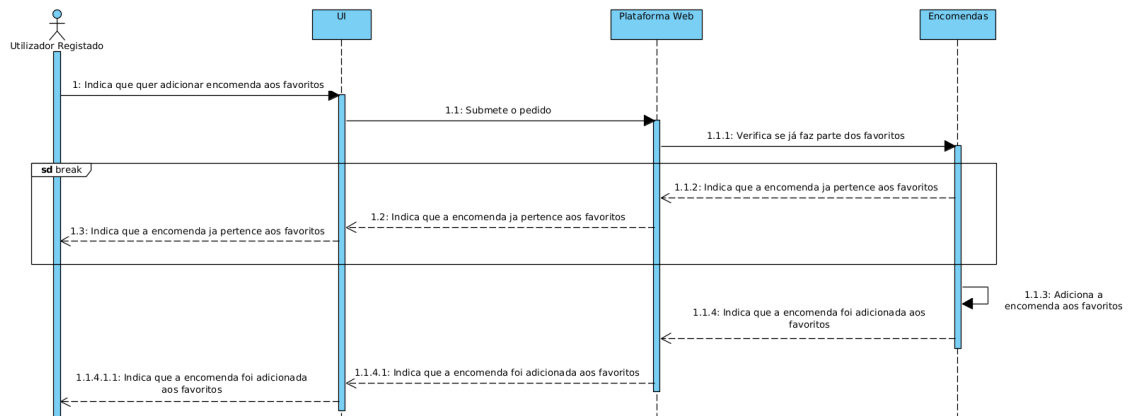 UI
Plataforma Web
Encomendas
Utilizador Registado
1: Indica que quer adicionar encomenda aos favoritos
1.1: Submete o pedido
1.1.1: Verifica se já faz parte dos favoritos
sd break
1.1.2: Indica que a encomenda ja pertence aos favoritos
1.2: Indica que a encomenda ja pertence aos favoritos
1.3: Indica que a encomenda ja pertence aos favoritos
1.1.3: Adiciona a
encomenda aos favoritos
1.1.4: Indica que a encomenda foi adicionada aos
favoritos
1.1.4.1: Indica que a encomenda foi adicionada aos favoritos
1.1.4.1.1: Indica que a encomenda foi adicionada
aos favoritos